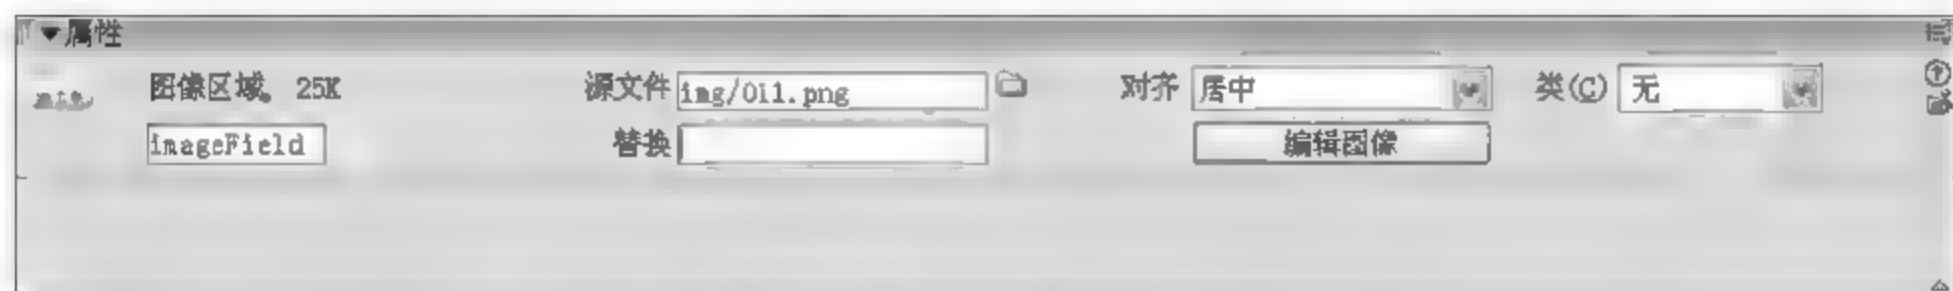 属性
图像区域。 25K 源文件 img/011.png 对齐 居中 类(C) 无
imageField 替换 编辑图像